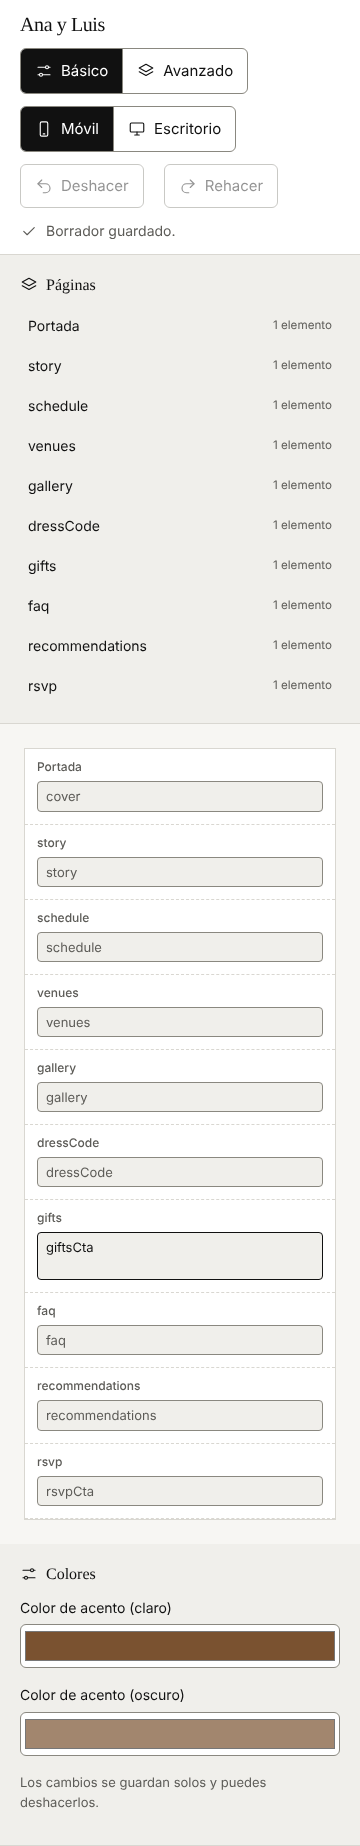 Ana y Luis
Básico Avanzado
Móvil Escritorio
Deshacer Rehacer
Borrador guardado.
Páginas
Portada 1 elemento
story 1 elemento
schedule 1 elemento
venues 1 elemento
gallery 1 elemento
dressCode 1 elemento
gifts 1 elemento
faq 1 elemento
recommendations 1 elemento
rsvp 1 elemento
Portada
cover
story
story
schedule
schedule
venues
venues
gallery
gallery
dressCode
dressCode
gifts
giftsCta
faq
faq
recommendations
recommendations
rsvp
rsvpCta
Colores
Color de acento (claro)
Color de acento (oscuro)
Los cambios se guardan solos y puedes
deshacerlos.